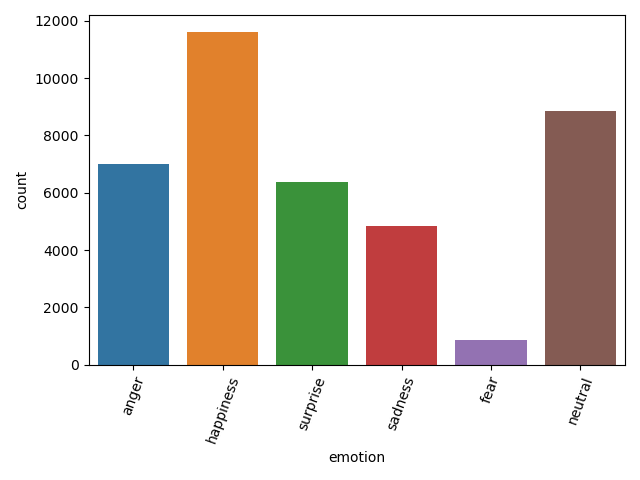 12000
10000
8000
6000
4000
2000
0
count
anger
happiness
surprise
sadness
fear
neutral
emotion